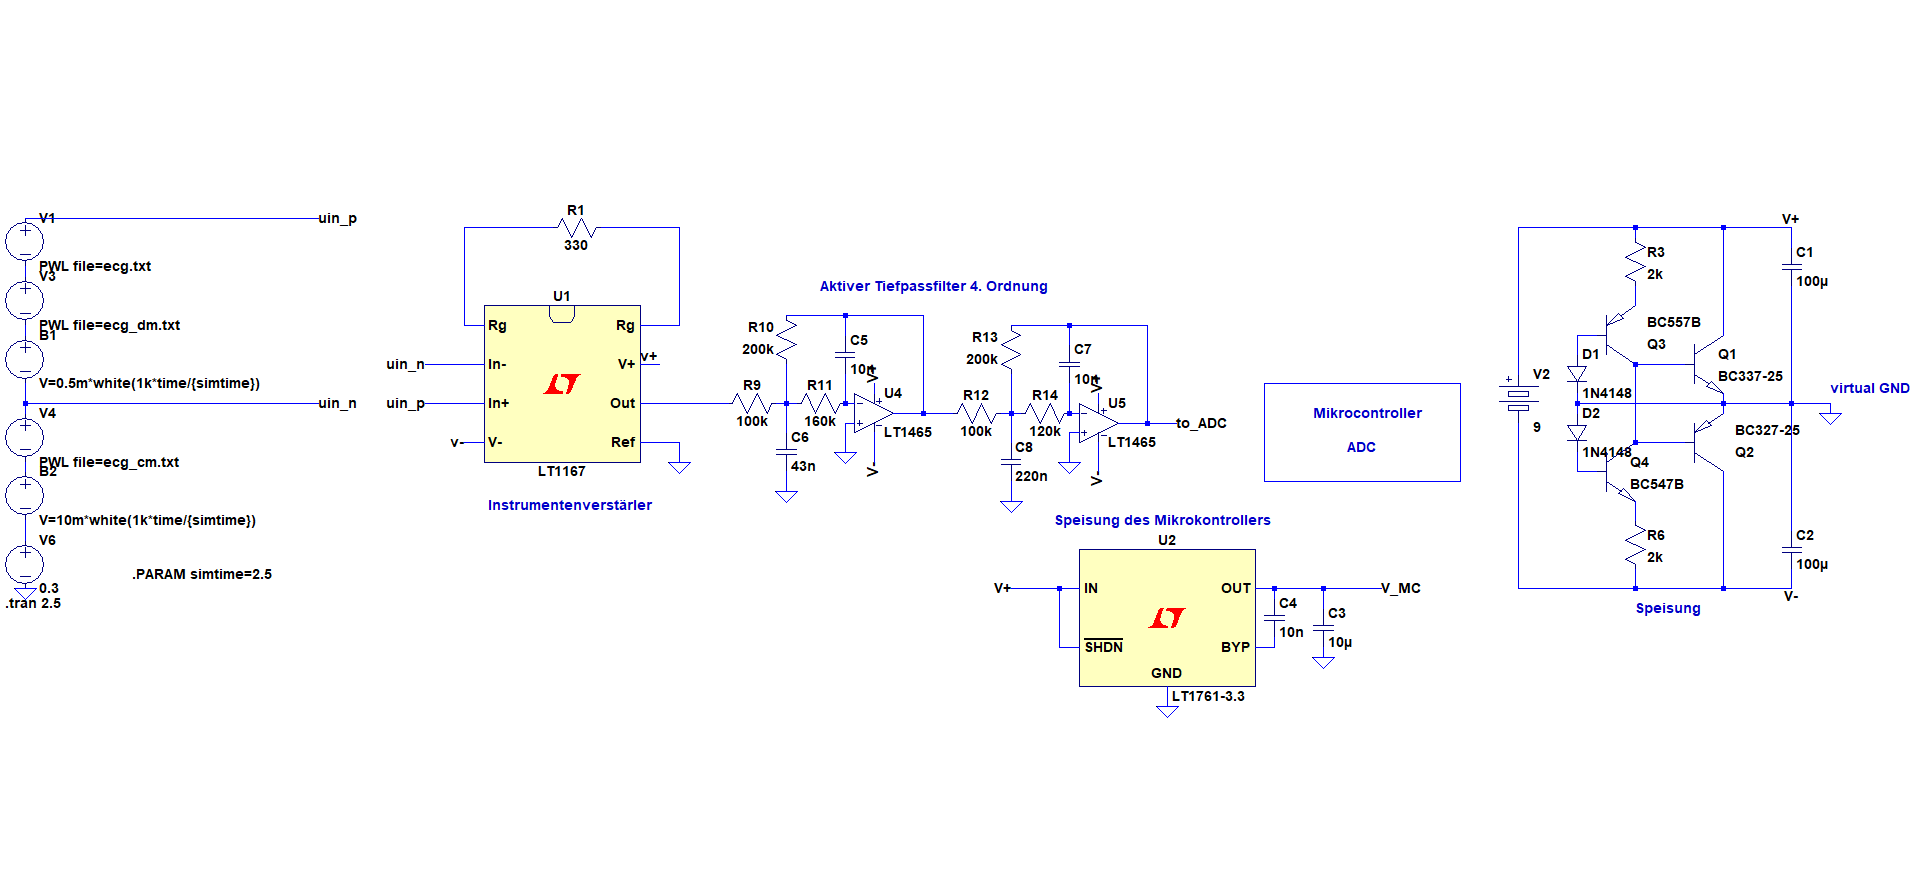 V1
uin_p
PWL file=ecg.txt
V3
PWL file=ecg_dm.txt
B1
V=0.5m*white(1k*time/{simtime})
uin_n
V4
PWL file=ecg_cm.txt
B2
V=10m*white(1k*time/{simtime})
V6
0.3
.tran 2.5
.PARAM simtime=2.5
R1
330
U1
Rg
Rg
uin_n
In-
V+
v+
uin_p
In+
Out
v-
V-
Ref
LT1167
Instrumentenverstärler
Aktiver Tiefpassfilter 4. Ordnung
R10
200k
C5
10n
V+
R9
100k
R11
160k
U4
LT1465
C6
43n
V-
R13
200k
C7
10n
V+
R12
100k
R14
120k
U5
LT1465
to_ADC
C8
220n
V-
Mikrocontroller
ADC
Speisung des Mikrokontrollers
U2
V+
IN
OUT
V_MC
SHDN
BYP
GND
LT1761-3.3
C4
10n
C3
10µ
V+
R3
2k
C1
100µ
BC557B
Q3
D1
1N4148
Q1
BC337-25
V2
9
virtual GND
D2
1N4148
BC327-25
Q2
Q4
BC547B
R6
2k
C2
100µ
V-
Speisung